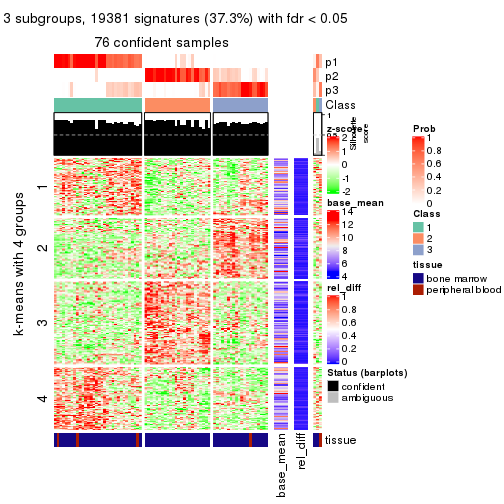 3 subgroups, 19381 signatures (37.3%) with fdr < 0.05
76 confident samples
p1
p2
p3
Class
1
Silhouette
score
k-means with 4 groups
1
2
3
4
base_mean
rel_diff
tissue
z-score
2
1
0
-1
-2
base_mean
14
12
10
8
6
4
rel_diff
1
0.8
0.6
0.4
0.2
0
Status (barplots)
confident
ambiguous
Prob
1
0.8
0.6
0.4
0.2
0
Class
1
2
3
tissue
bone marrow
peripheral blood